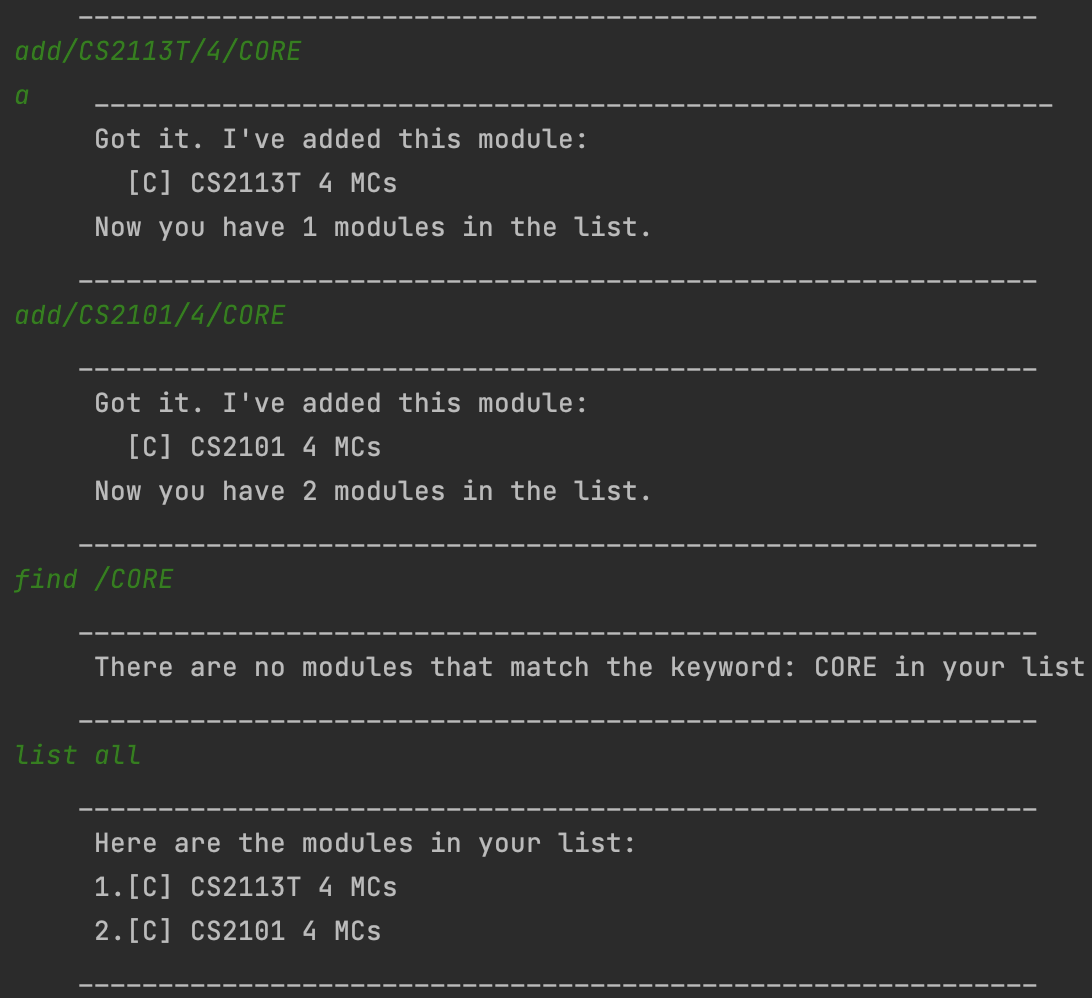 ____________________________________________________________
add/CS2113T/4/CORE
a    ____________________________________________________________
Got it. I've added this module:
[C] CS2113T 4 MCs
Now you have 1 modules in the list.
____________________________________________________________
add/CS2101/4/CORE
____________________________________________________________
Got it. I've added this module:
[C] CS2101 4 MCs
Now you have 2 modules in the list.
____________________________________________________________
find /CORE
____________________________________________________________
There are no modules that match the keyword: CORE in your list
____________________________________________________________
list all
____________________________________________________________
Here are the modules in your list:
1.[C] CS2113T 4 MCs
2.[C] CS2101 4 MCs
____________________________________________________________